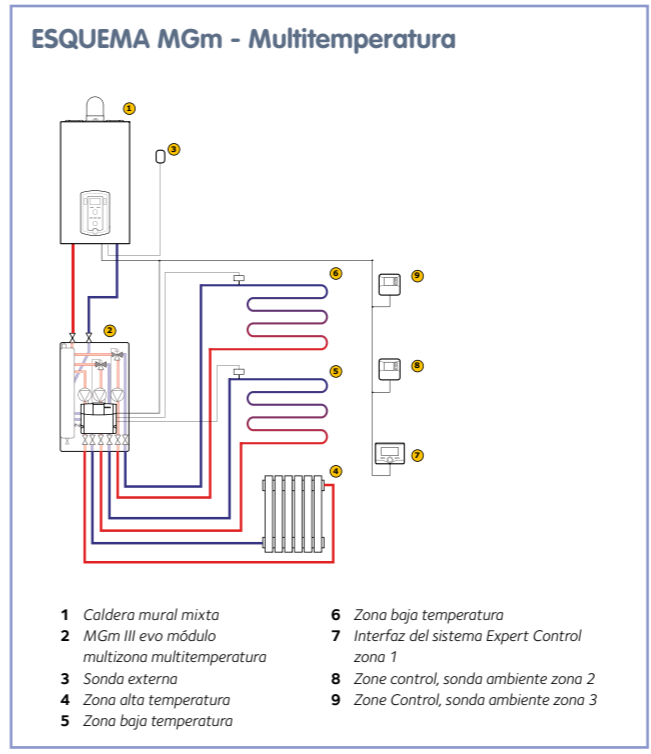 ESQUEMA MGm - Multitemperatura
1
3
6
9
2
5
8
7
4
1 Caldera mural mixta
2 MGm III evo módulo
multizona multitemperatura
3 Sonda externa
4 Zona alta temperatura
5 Zona baja temperatura
6 Zona baja temperatura
7 Interfaz del sistema Expert Control
zona 1
8 Zone control, sonda ambiente zona 2
9 Zone Control, sonda ambiente zona 3